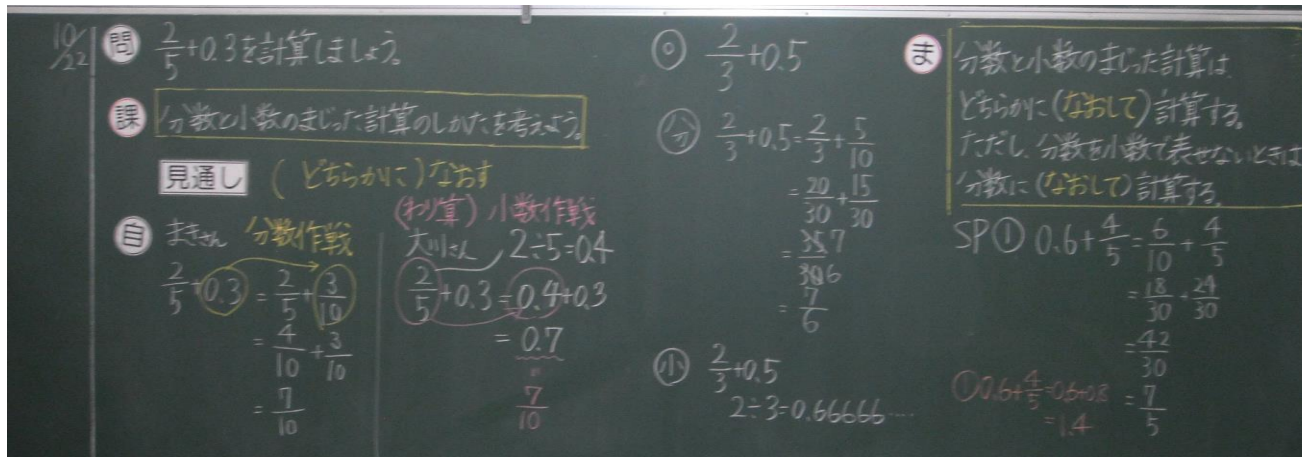 10/22
問 2/5+0.3を計算しましょう。
課 分数と小数のまじった計算のしかたを考えよう。
見通し (どちらかに)なおす
自 まきさん 分数作戦
2/5+0.3=2/5+3/10
=4/10+3/10
=7/10
(わり算) 小数作戦
大川さん 2÷5=0.4
2/5+0.3=0.4+0.3
=0.7
=
7/10
◎ 2/3+0.5
分 2/3+0.5=2/3+5/10
=20/30+15/30
=35/30 7/6
=7/6
小 2/3+0.5
2÷3=0.66666....
ま 分数と小数のまじった計算は、
どちらかに(なおして)計算する。
ただし、分数を小数で表せないときは
分数に(なおして)計算する。
SP① 0.6+4/5=6/10+4/5
=18/30+24/30
=42/30
=7/5
①0.6+4/5=0.6+0.8
=1.4